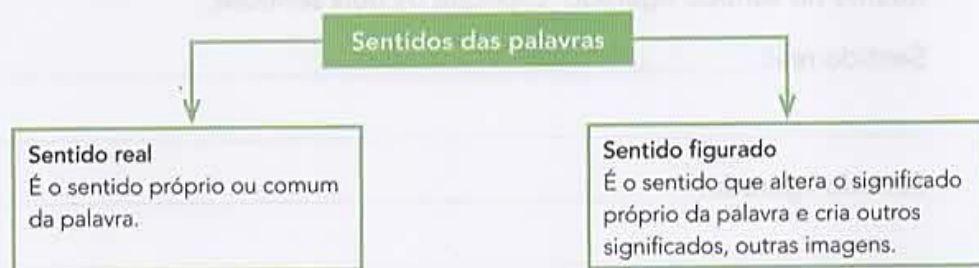 Sentidos das palavras
Sentido real
É o sentido próprio ou comum
da palavra.
Sentido figurado
É o sentido que altera o significado
próprio da palavra e cria outros
significados, outras imagens.